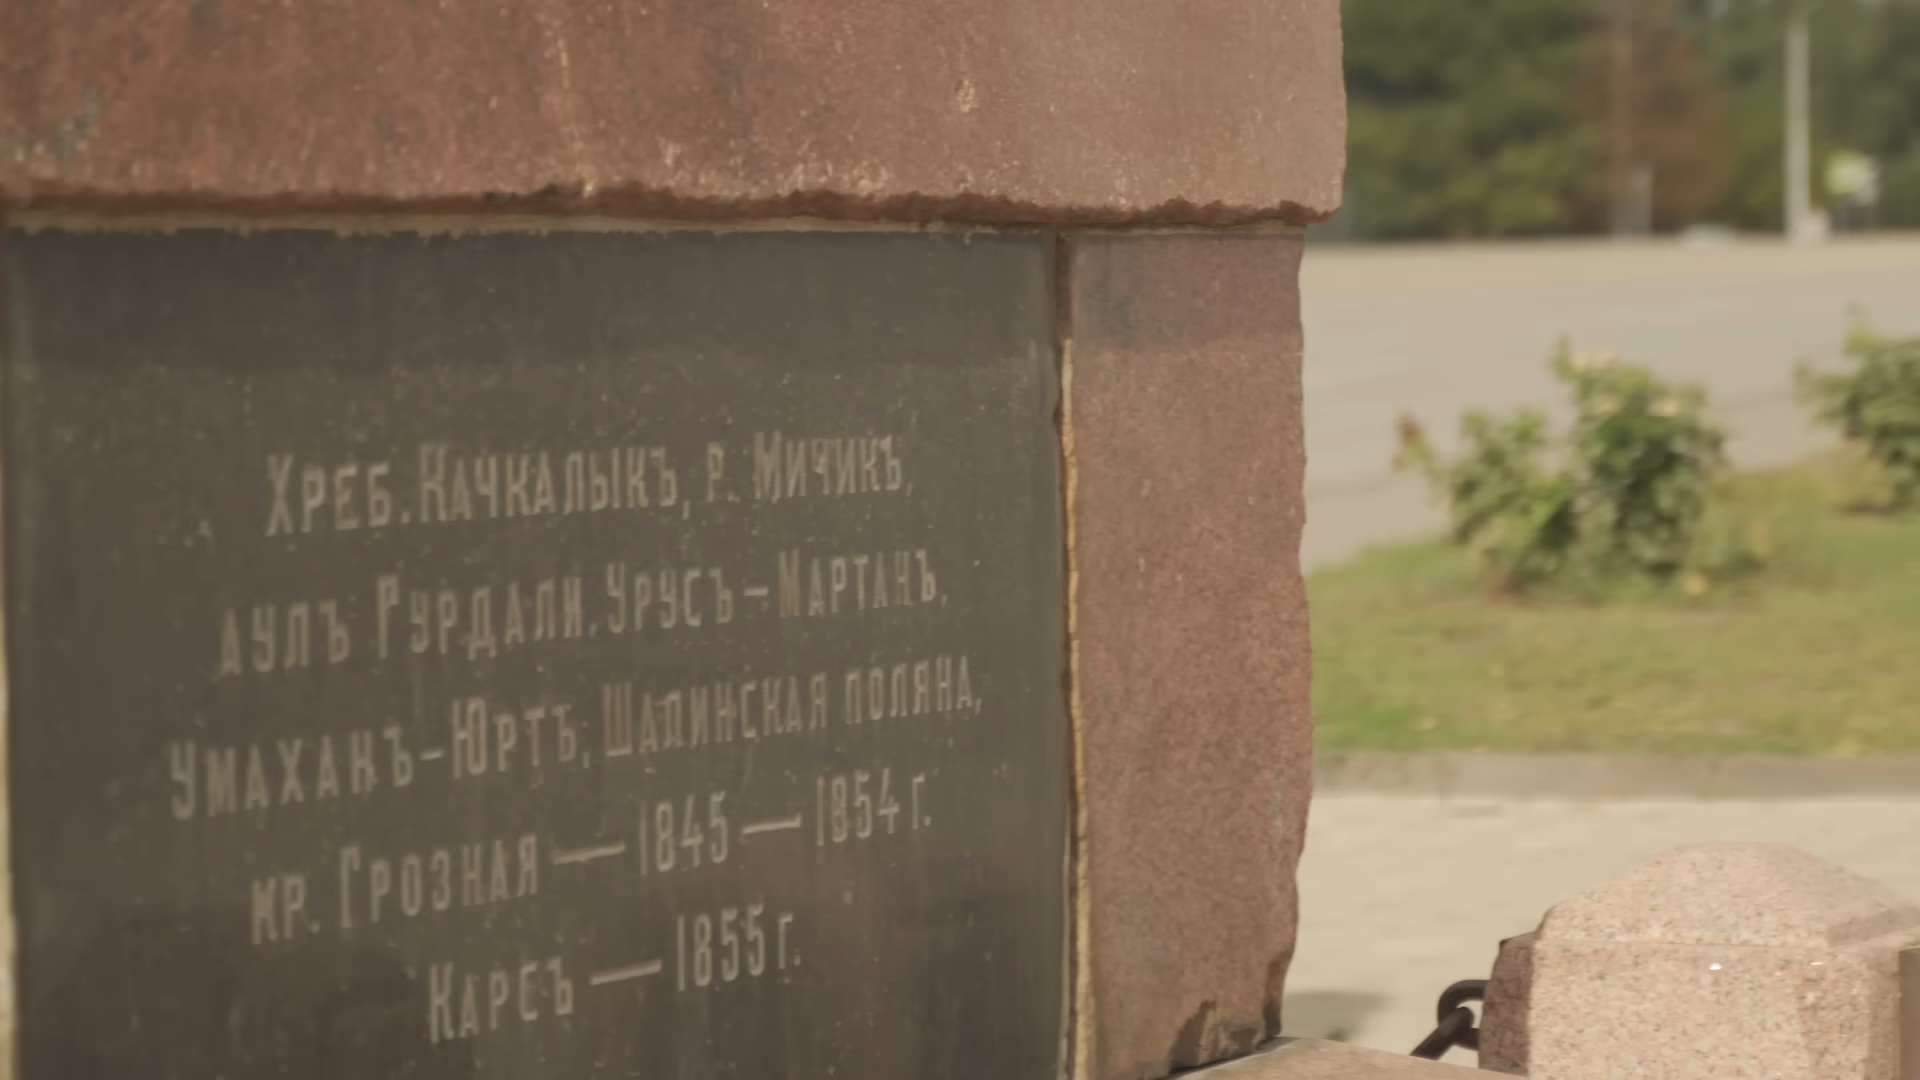 Хреб. Качкалыкъ, р. Мичикъ,
аулъ Гурдали, Урусъ-Мартанъ,
Умаханъ-Юртъ, Шалинская поляна,
кр. Грозная — 1845 — 1854 г.
Карсъ — 1855 г.